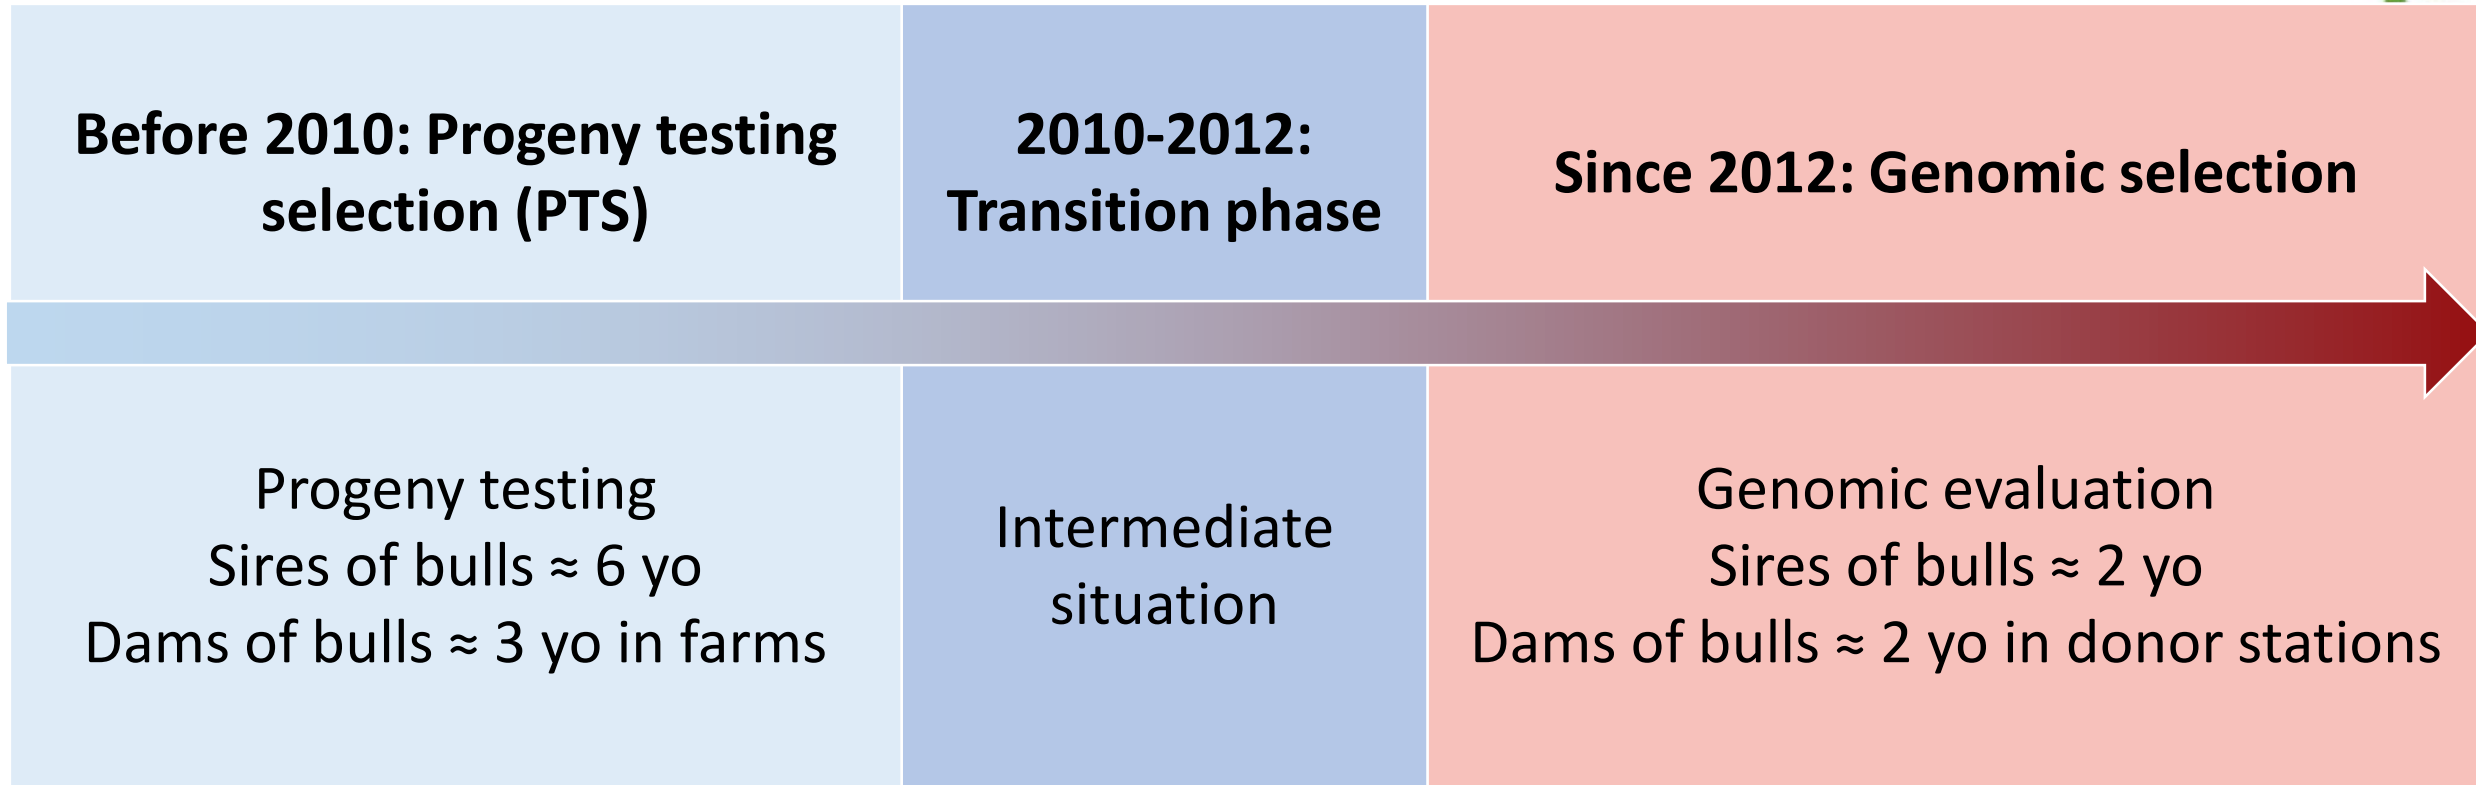 Before 2010: Progeny testing
selection (PTS)
2010-2012:
Transition phase
Since 2012: Genomic selection
Progeny testing
Sires of bulls ≈ 6 yo
Dams of bulls ≈ 3 yo in farms
Intermediate
situation
Genomic evaluation
Sires of bulls ≈ 2 yo
Dams of bulls ≈ 2 yo in donor stations